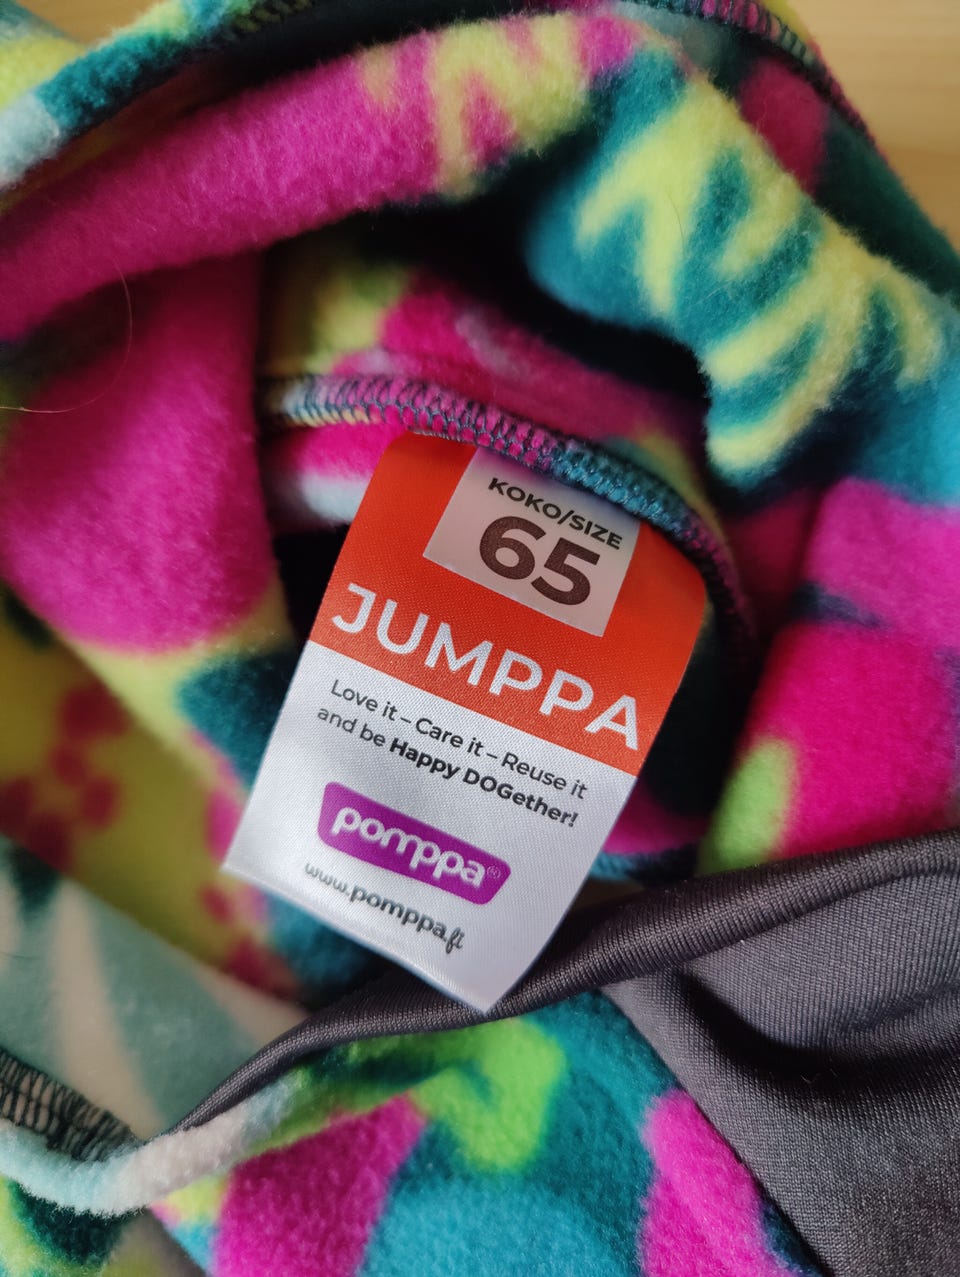 KOKO/SIZE
65
JUMPPA
Love it – Care it – Reuse it
and be Happy DOGether!
pomppa®
www.pomppa.fi